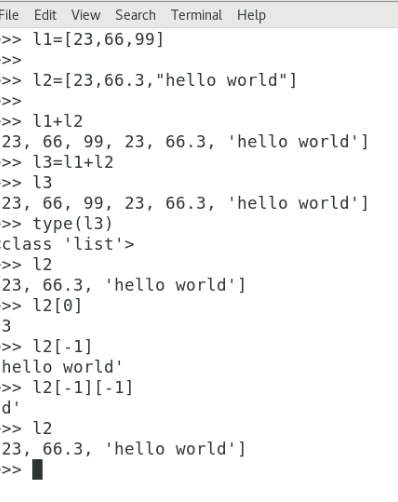 File Edit View Search Terminal Help
>>> l1=[23,66,99]
>>>
>>> l2=[23,66.3,"hello world"]
>>>
>>> l1+l2
23, 66, 99, 23, 66.3, 'hello world']
>>> l3=l1+l2
>>> l3
23, 66, 99, 23, 66.3, 'hello world']
>>> type(l3)
<class 'list'>
>>> l2
23, 66.3, 'hello world']
>>> l2[0]
3
>>> l2[-1]
hello world'
>>> l2[-1][-1]
d'
>>> l2
23, 66.3, 'hello world']
>>>